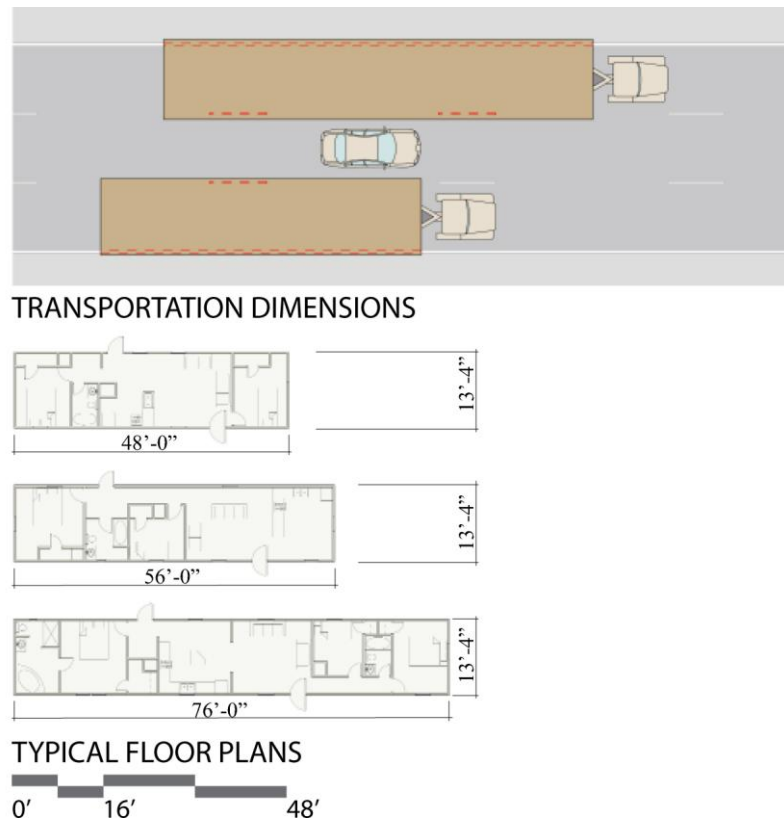 TRANSPORTATION DIMENSIONS
13'-4”
48’-0”
13'-4”
56’-0”
13'-4”
76’-0”
TYPICAL FLOOR PLANS
0’ 16’ 48’